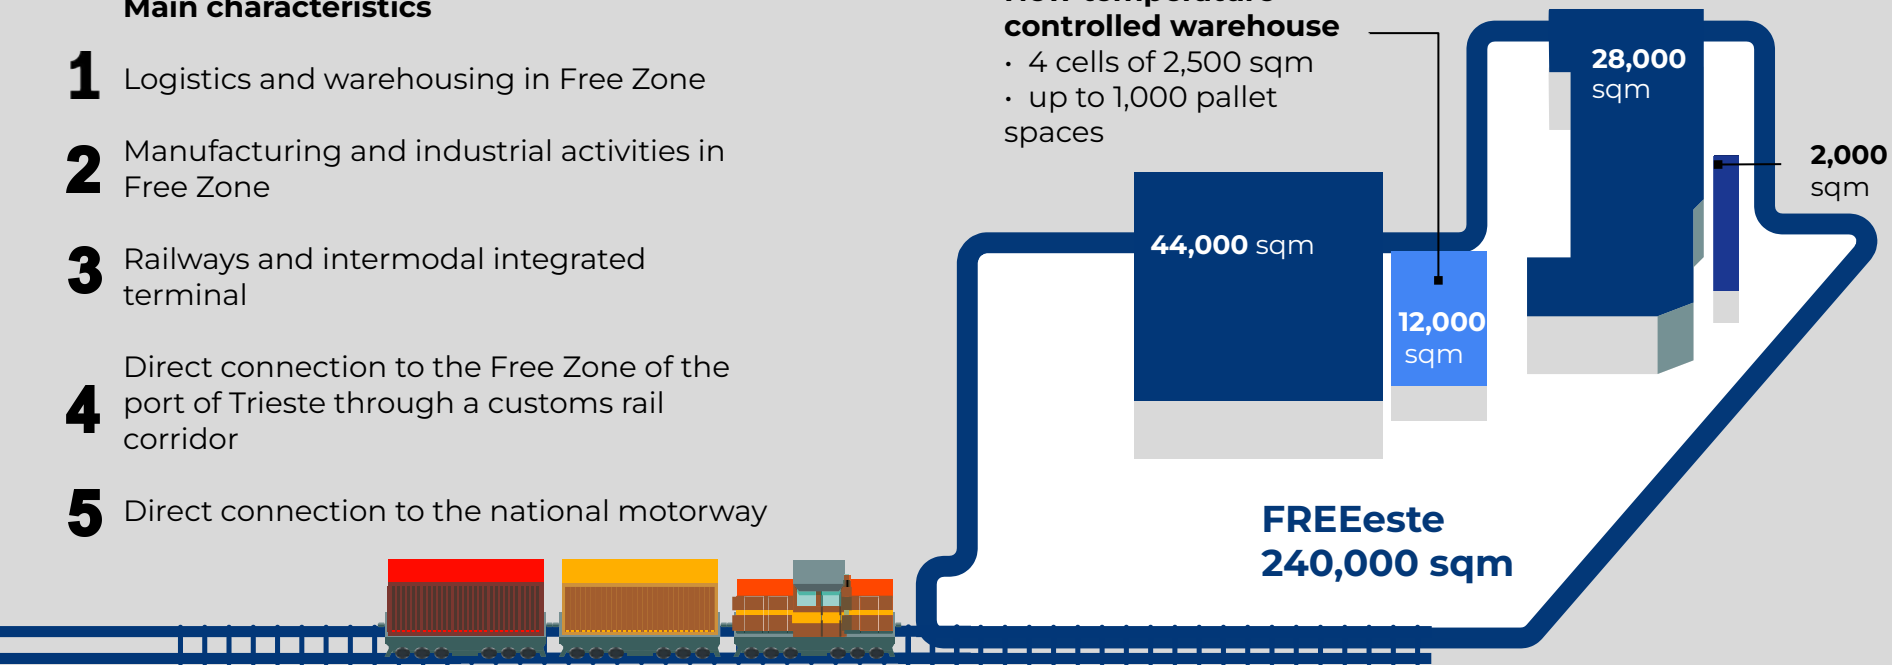 Main characteristics
1
Logistics and warehousing in Free Zone
2
Manufacturing and industrial activities in
Free Zone
3
Railways and intermodal integrated
terminal
4
Direct connection to the Free Zone of the
port of Trieste through a customs rail
corridor
5
Direct connection to the national motorway
controlled warehouse
· 4 cells of 2,500 sqm
· up to 1,000 pallet
spaces
28,000
sqm
2,000
sqm
44,000 sqm
12,000
sqm
FREEeste
240,000 sqm